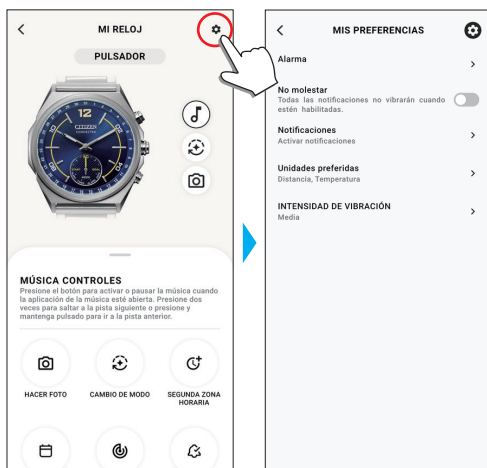 MI RELOJ
PULSADOR
12
CITIZEN
MÚSICA CONTROLES
Presione el botón para activar o pausar la música cuando
la aplicación de la música esté abierta. Presione dos
veces para saltar a la pista siguiente o presione y
mantenga pulsado para ir a la pista anterior.
HACER FOTO
CAMBIO DE MODO
SEGUNDA ZONA
HORARIA
MIS PREFERENCIAS
Alarma
No molestar
Todas las notificaciones no vibrarán cuando
estén habilitadas.
Notificaciones
Activar notificaciones
Unidades preferidas
Distancia, Temperatura
INTENSIDAD DE VIBRACIÓN
Media